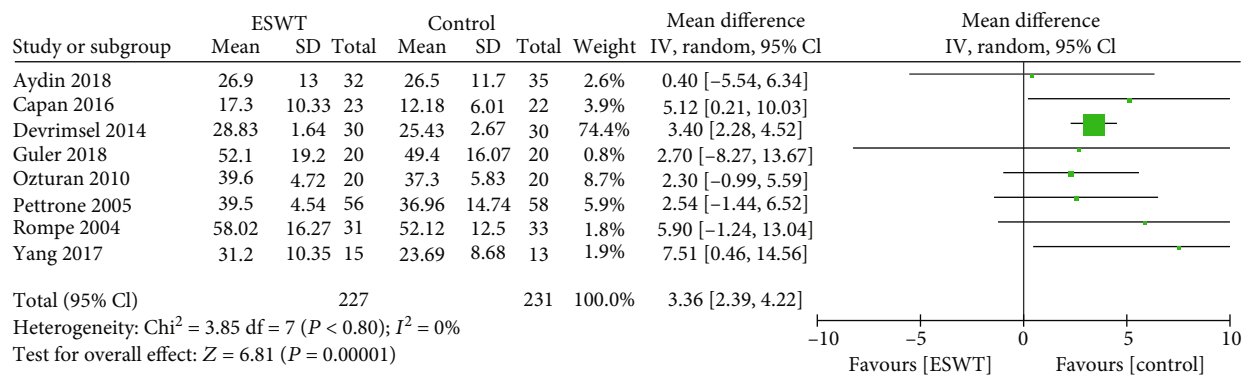 ESWT Control Mean difference Mean difference
Study or subgroup Mean SD Total Mean SD Total Weight IV, random, 95% CI IV, random, 95% CI
Aydin 2018 26.9 13 32 26.5 11.7 35 2.6% 0.40 [–5.54, 6.34]
Capan 2016 17.3 10.33 23 12.18 6.01 22 3.9% 5.12 [0.21, 10.03]
Devrimsel 2014 28.83 1.64 30 25.43 2.67 30 74.4% 3.40 [2.28, 4.52]
Guler 2018 52.1 19.2 20 49.4 16.07 20 0.8% 2.70 [–8.27, 13.67]
Ozturan 2010 39.6 4.72 20 37.3 5.83 20 8.7% 2.30 [–0.99, 5.59]
Pettrone 2005 39.5 4.54 56 36.96 14.74 58 5.9% 2.54 [–1.44, 6.52]
Rompe 2004 58.02 16.27 31 52.12 12.5 33 1.8% 5.90 [–1.24, 13.04]
Yang 2017 31.2 10.35 15 23.69 8.68 13 1.9% 7.51 [0.46, 14.56]
Total (95% CI) 227 231 100.0% 3.36 [2.39, 4.22]
Heterogeneity: Chi² = 3.85 df = 7 (P < 0.80); I² = 0%
Test for overall effect: Z = 6.81 (P = 0.00001)
–10 –5 0 5 10
Favours [ESWT] Favours [control]